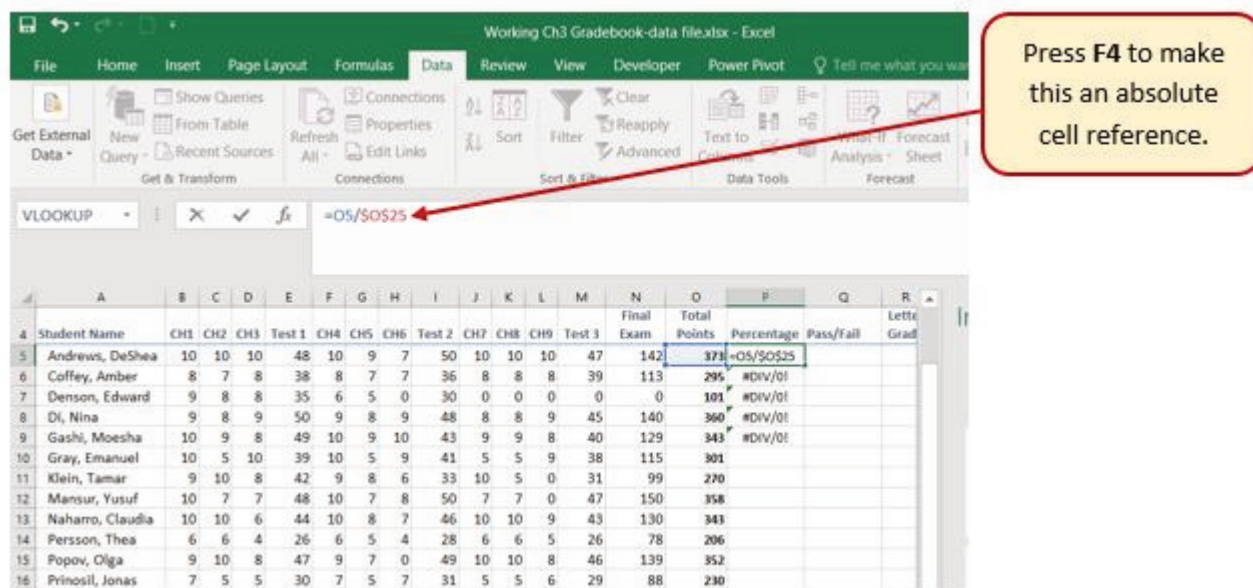 Working Ch3 Gradebook-data file.xlsx - Excel
File Home Insert Page Layout Formulas Data Review View Developer Power Pivot Tell me what you wan
Press F4 to make
this an absolute
cell reference.
Get External
Data
New
Query
Show Queries
From Table
Recent Sources
Refresh
All
Connections
Properties
Edit Links
Sort
Filter
Clear
Reapply
Advanced
Text to
What-If
Analysis
Forecast
Sheet
Get & Transform Connections Data Tools Forecast
VLOOKUP fx =O5/$O$25
A B C D E F G H I J K L M N O P Q R
4 Student Name CH1 CH2 CH3 Test 1 CH4 CH5 CH6 Test 2 CH7 CH8 CH9 Test 3 Final Exam Total Points Percentage Pass/Fail Lette Grad
5 Andrews, DeShea 10 10 10 48 10 9 7 50 10 10 10 47 142 373 =O5/$O$25
6 Coffey, Amber 8 7 8 38 8 7 7 36 8 8 8 39 113 295 #DIV/0!
7 Denson, Edward 9 8 8 35 6 5 0 30 0 0 0 0 0 101 #DIV/0!
8 Di, Nina 9 8 9 50 9 8 9 48 8 8 9 45 140 360 #DIV/0!
9 Gashi, Moesha 10 9 8 49 10 9 10 43 9 9 8 40 129 343 #DIV/0!
10 Gray, Emanuel 10 5 10 39 10 5 9 41 5 5 9 38 115 301
11 Klein, Tamar 9 10 8 42 9 8 6 33 10 5 0 31 99 270
12 Mansur, Yusuf 10 7 7 48 10 7 8 50 7 7 0 47 150 358
13 Naharro, Claudia 10 10 6 44 10 8 7 46 10 10 9 43 130 343
14 Persson, Thea 6 6 4 26 6 5 4 28 6 6 5 26 78 206
15 Popov, Olga 9 10 8 47 9 7 0 49 10 10 8 46 139 352
16 Prinosil, Jonas 7 5 5 30 7 5 7 31 5 5 6 29 88 230